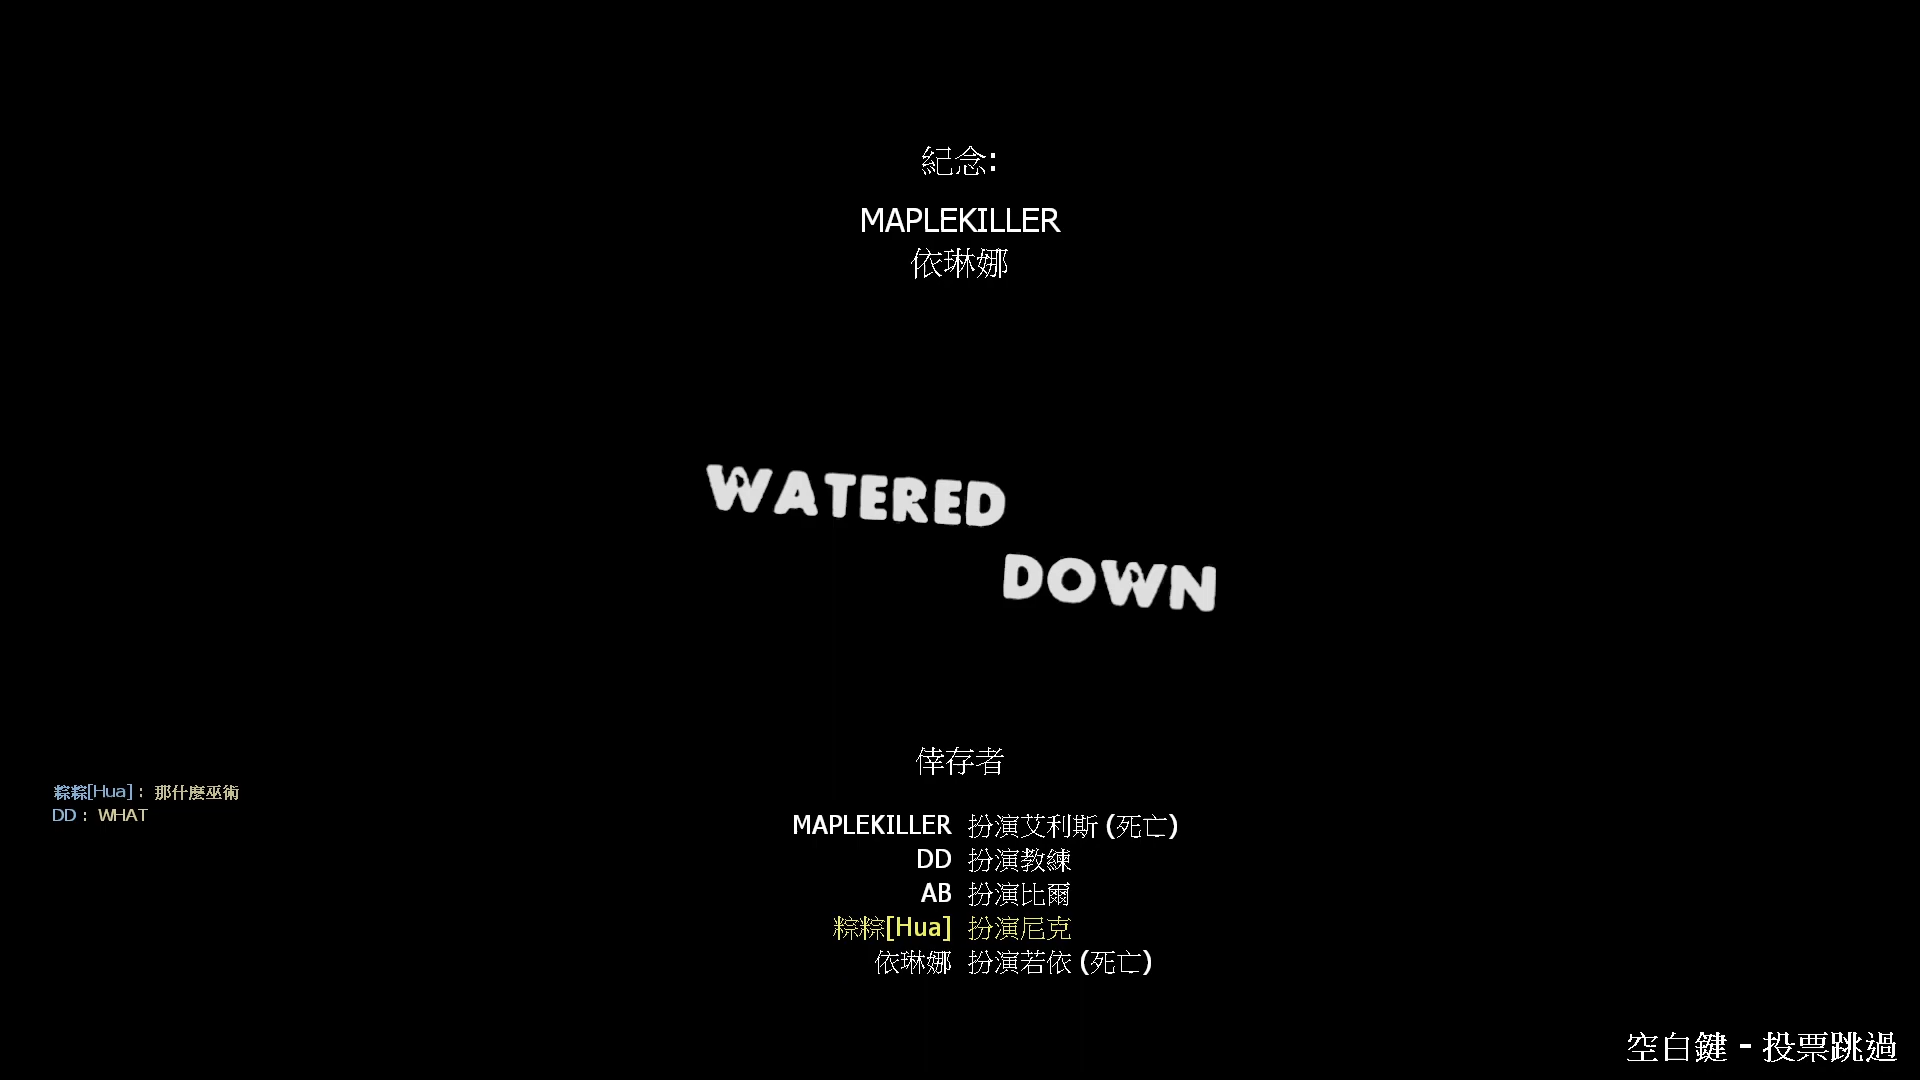 紀念:
MAPLEKILLER
依琳娜
WATERED
DOWN
倖存者
粽粽[Hua] : 那什麼巫術
DD : WHAT
MAPLEKILLER 扮演艾利斯 (死亡)
DD 扮演教練
AB 扮演比爾
粽粽[Hua] 扮演尼克
依琳娜 扮演若依 (死亡)
空白鍵 - 投票跳過